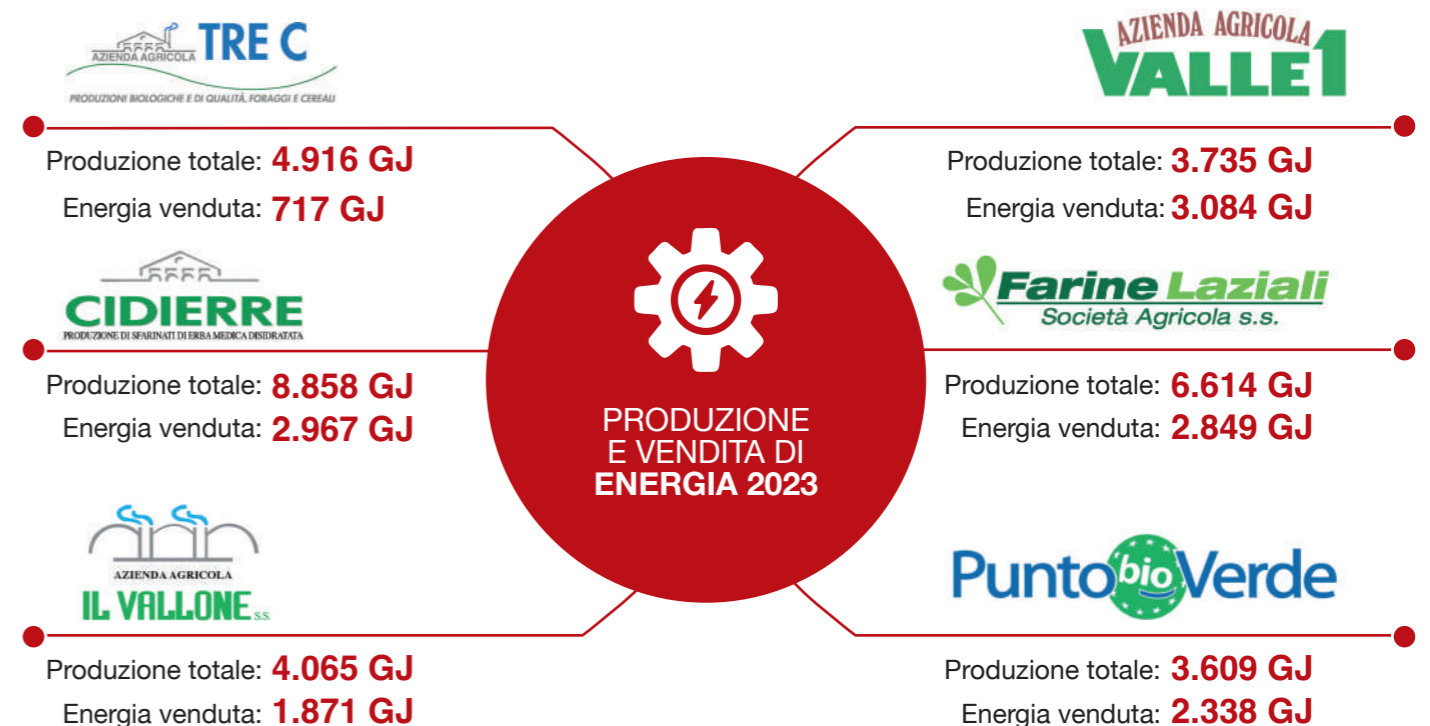 AZIENDA AGRICOLA TRE C
PRODUZIONI BIOLOGICHE E DI QUALITÀ, FORAGGI E CEREALI
Produzione totale: 4.916 GJ
Energia venduta: 717 GJ
CIDIERRE
PRODUZIONE DI SFARINATI DI ERBA MEDICA DISIDRATATA
Produzione totale: 8.858 GJ
Energia venduta: 2.967 GJ
AZIENDA AGRICOLA
IL VALLONE s.s.
Produzione totale: 4.065 GJ
Energia venduta: 1.871 GJ
PRODUZIONE
E VENDITA DI
ENERGIA 2023
AZIENDA AGRICOLA
VALLE1
Produzione totale: 3.735 GJ
Energia venduta: 3.084 GJ
Farine Laziali
Società Agricola s.s.
Produzione totale: 6.614 GJ
Energia venduta: 2.849 GJ
Punto bio Verde
Produzione totale: 3.609 GJ
Energia venduta: 2.338 GJ